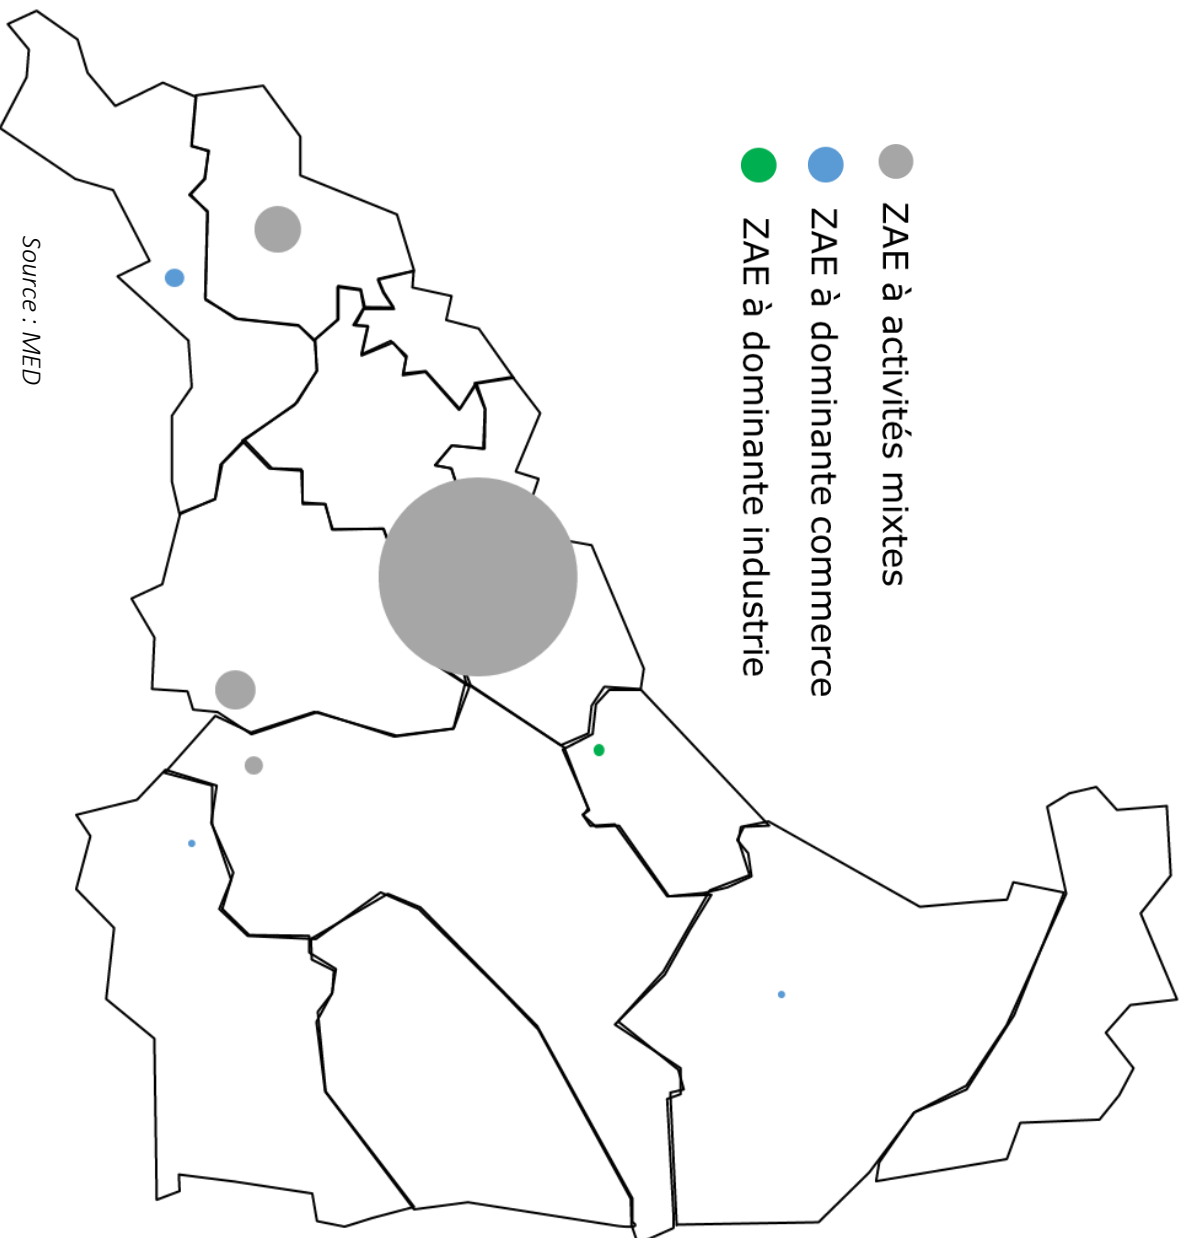 ZAE à activités mixtes
ZAE à dominante commerce
ZAE à dominante industrie
Source : MED